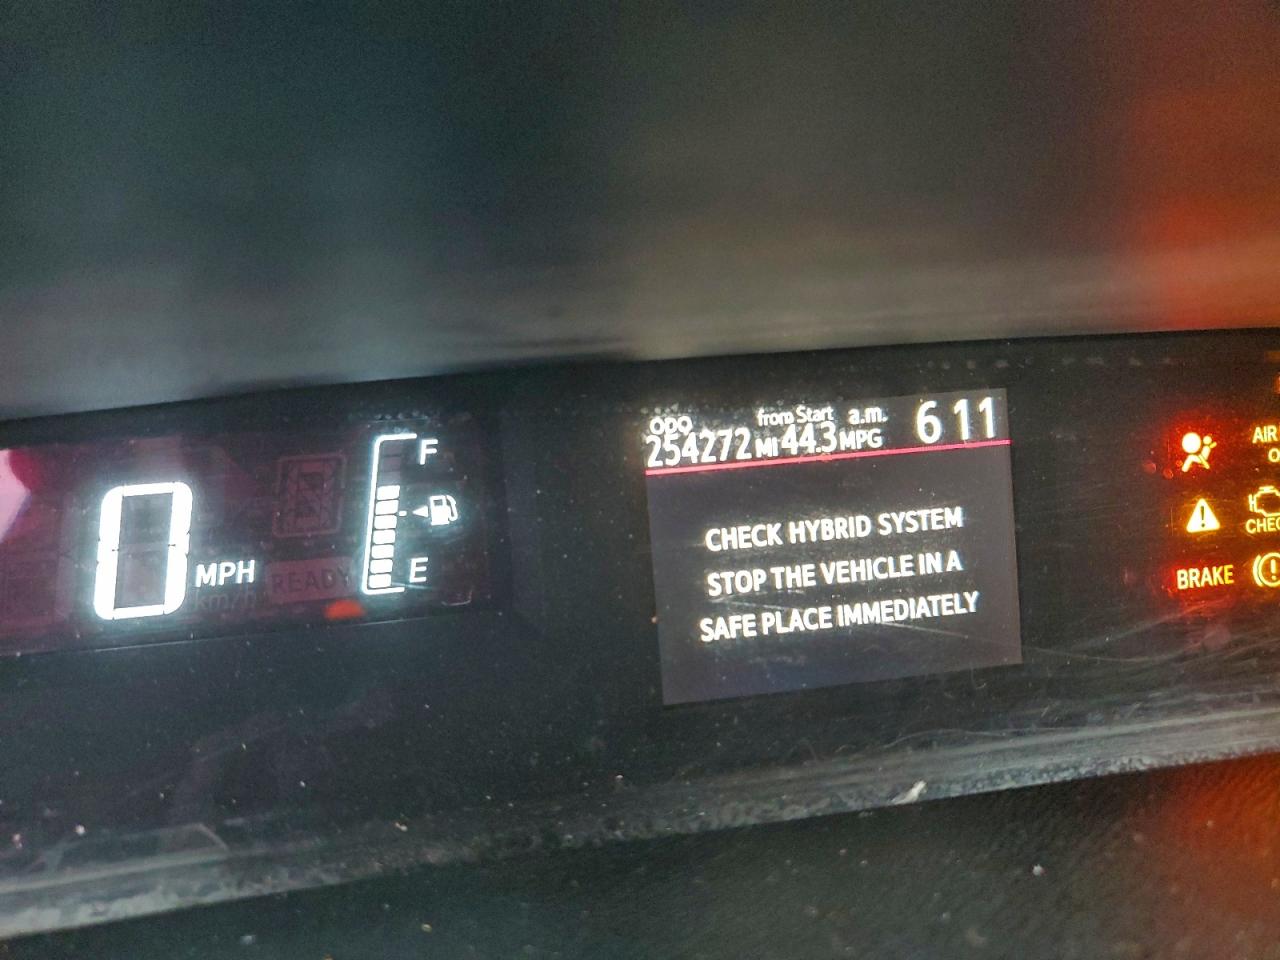 0 MPH
READY
km/h
F
E
ODO from Start a.m. 6 11
254272 MI 44.3 MPG
CHECK HYBRID SYSTEM
STOP THE VEHICLE IN A
SAFE PLACE IMMEDIATELY
AIR
BRAKE